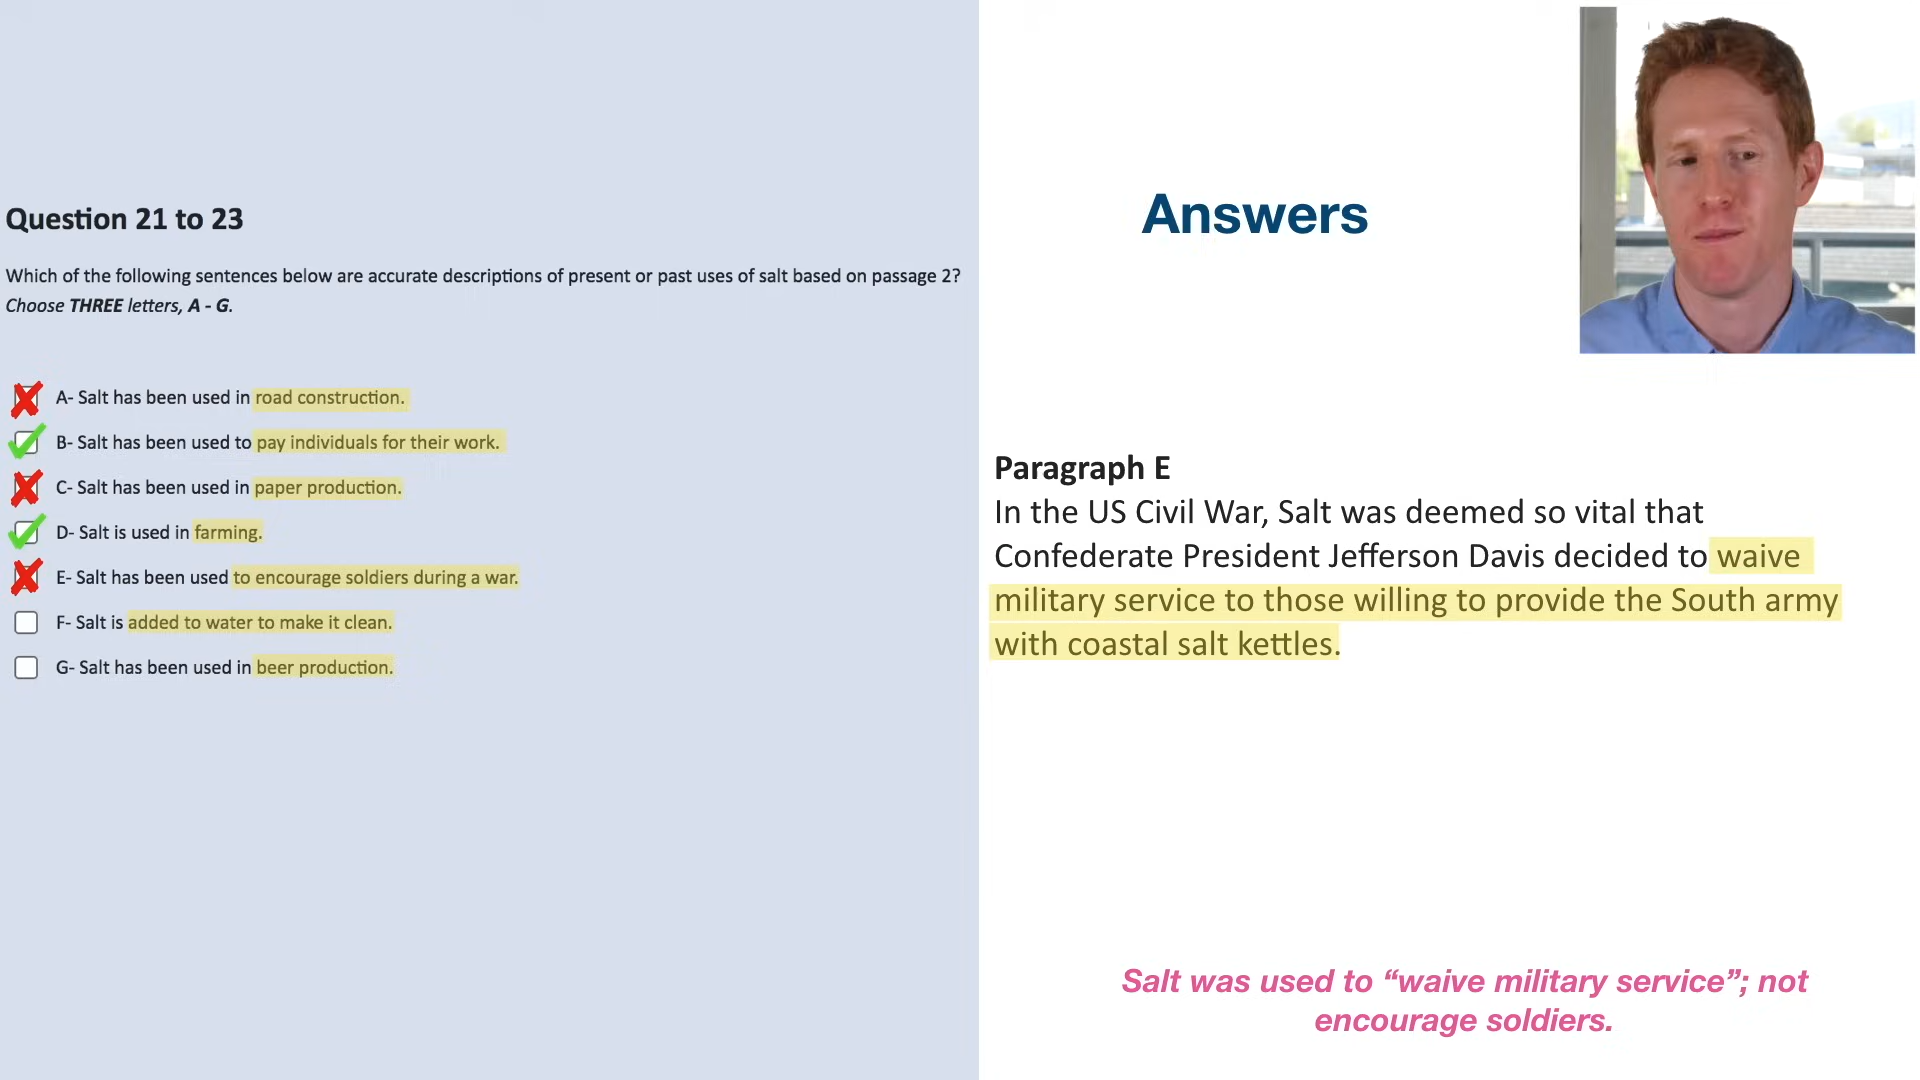 Question 21 to 23
Which of the following sentences below are accurate descriptions of present or past uses of salt based on passage 2?
Choose THREE letters, A - G.
A- Salt has been used in road construction.
B- Salt has been used to pay individuals for their work.
C- Salt has been used in paper production.
D- Salt is used in farming.
E- Salt has been used to encourage soldiers during a war.
F- Salt is added to water to make it clean.
G- Salt has been used in beer production.
Answers
Paragraph E
In the US Civil War, Salt was deemed so vital that
Confederate President Jefferson Davis decided to waive
military service to those willing to provide the South army
with coastal salt kettles.
Salt was used to “waive military service”; not
encourage soldiers.